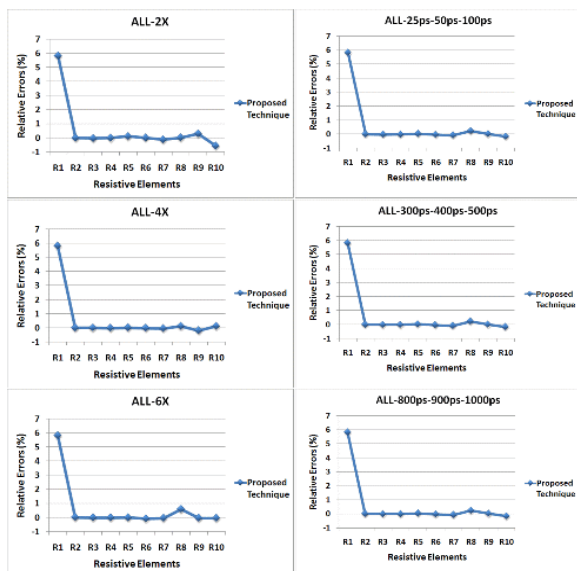 ALL-2X
Relative Errors (%)
6
5
4
3
2
1
0
-1
R1 R2 R3 R4 R5 R6 R7 R8 R9 R10
Resistive Elements
Proposed
Technique
ALL-25ps-50ps-100ps
Relative Errors (%)
6
5
4
3
2
1
0
-1
R1 R2 R3 R4 R5 R6 R7 R8 R9 R10
Resistive Elements
Proposed
Technique
ALL-4X
Relative Errors (%)
7
6
5
4
3
2
1
0
-1
R1 R2 R3 R4 R5 R6 R7 R8 R9 R10
Resistive Elements
Proposed
Technique
ALL-300ps-400ps-500ps
Relative Errors (%)
7
6
5
4
3
2
1
0
-1
R1 R2 R3 R4 R5 R6 R7 R8 R9 R10
Resistive Elements
Proposed
Technique
ALL-6X
Relative Errors (%)
7
6
5
4
3
2
1
0
-1
R1 R2 R3 R4 R5 R6 R7 R8 R9 R10
Resistive Elements
Proposed
Technique
ALL-800ps-900ps-1000ps
Relative Errors (%)
7
6
5
4
3
2
1
0
-1
R1 R2 R3 R4 R5 R6 R7 R8 R9 R10
Resistive Elements
Proposed
Technique